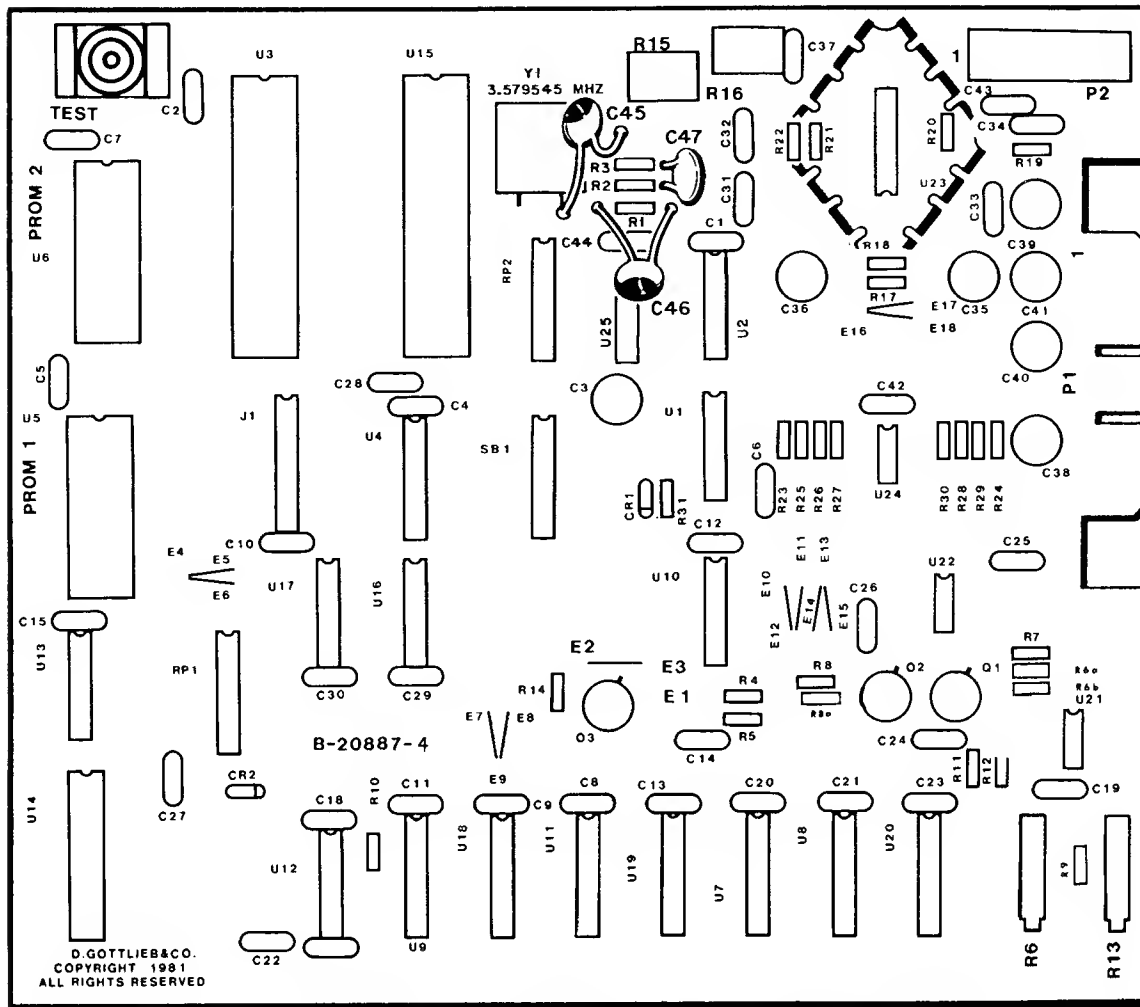 U3
U15
R15
C37
1
P2
Y1
3.579545 MHZ
R16
C43
TEST
C2
C45
C34
C7
C32
R22
R21
R20
R19
C47
R3
R2
R1
PROM 2
U6
C31
U23
C33
C44
C1
RP2
R18
R17
C39
1
C46
U25
U2
C36
E16
E17
E18
C35
C41
C5
C28
C3
C40
P1
U5
J1
C4
U4
U1
C42
SB1
C6
U24
C38
PROM 1
CR1
R31
R23
R25
R26
R27
R30
R28
R29
R24
C10
C12
E11
E13
C25
E4
E5
E6
U17
U16
U10
E10
E12
E14
E15
C26
U22
C15
U13
RP1
E2
E3
E1
R8
R8a
O2
Q1
R7
R6a
R6b
U21
C30
C29
R14
R4
R5
E7
E8
O3
B-20887-4
C14
C24
R11
R12
CR2
E9
C27
U14
C18
R10
C11
C9
C8
C13
C20
C21
C23
C19
U12
U18
U11
U19
U7
U8
U20
R9
U9
C22
R6
R13
D.GOTTLIEB&CO.
COPYRIGHT 1981
ALL RIGHTS RESERVED